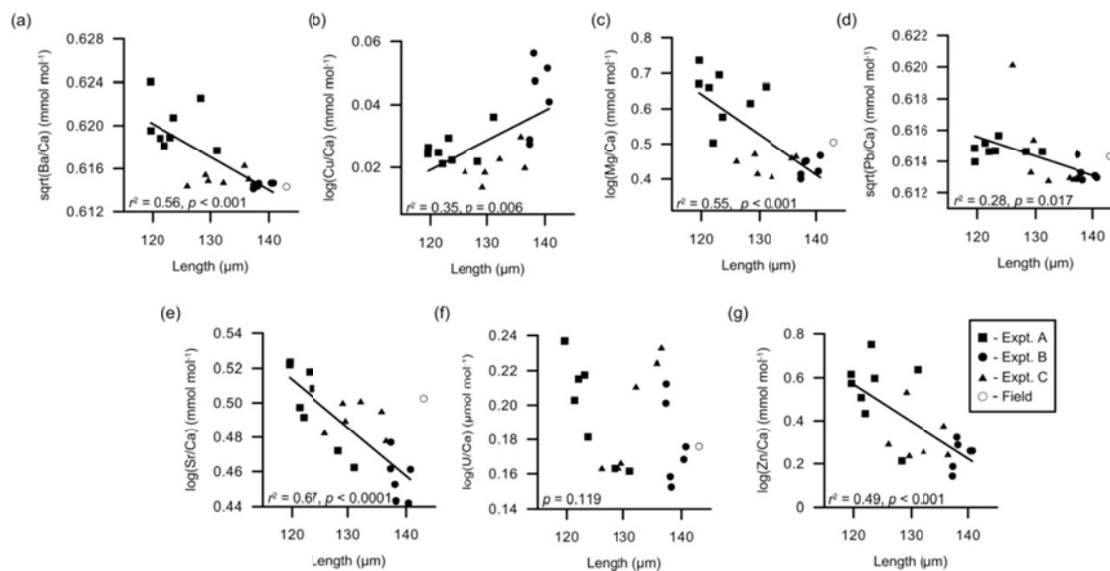 (a)
sqrt(Ba/Ca) (mmol mol⁻¹)
0.628
0.624
0.620
0.616
0.612
r² = 0.56, p < 0.001
120 130 140
Length (µm)
(b)
log(Cu/Ca) (mmol mol⁻¹)
0.06
0.04
0.02
r² = 0.35, p = 0.006
120 130 140
Length (µm)
(c)
log(Mg/Ca) (mmol mol⁻¹)
0.8
0.7
0.6
0.5
0.4
r² = 0.55, p < 0.001
120 130 140
Length (µm)
(d)
sqrt(Pb/Ca) (mmol mol⁻¹)
0.622
0.620
0.618
0.616
0.614
0.612
r² = 0.28, p = 0.017
120 130 140
Length (µm)
(e)
log(Sr/Ca) (mmol mol⁻¹)
0.54
0.52
0.50
0.48
0.46
0.44
r² = 0.67, p < 0.0001
120 130 140
Length (µm)
(f)
log(U/Ca) (µmol mol⁻¹)
0.24
0.22
0.20
0.18
0.16
0.14
p = 0.119
120 130 140
Length (µm)
(g)
log(Zn/Ca) (mmol mol⁻¹)
0.8
0.6
0.4
0.2
0
r² = 0.49, p < 0.001
120 130 140
Length (µm)
- Expt. A
- Expt. B
- Expt. C
- Field